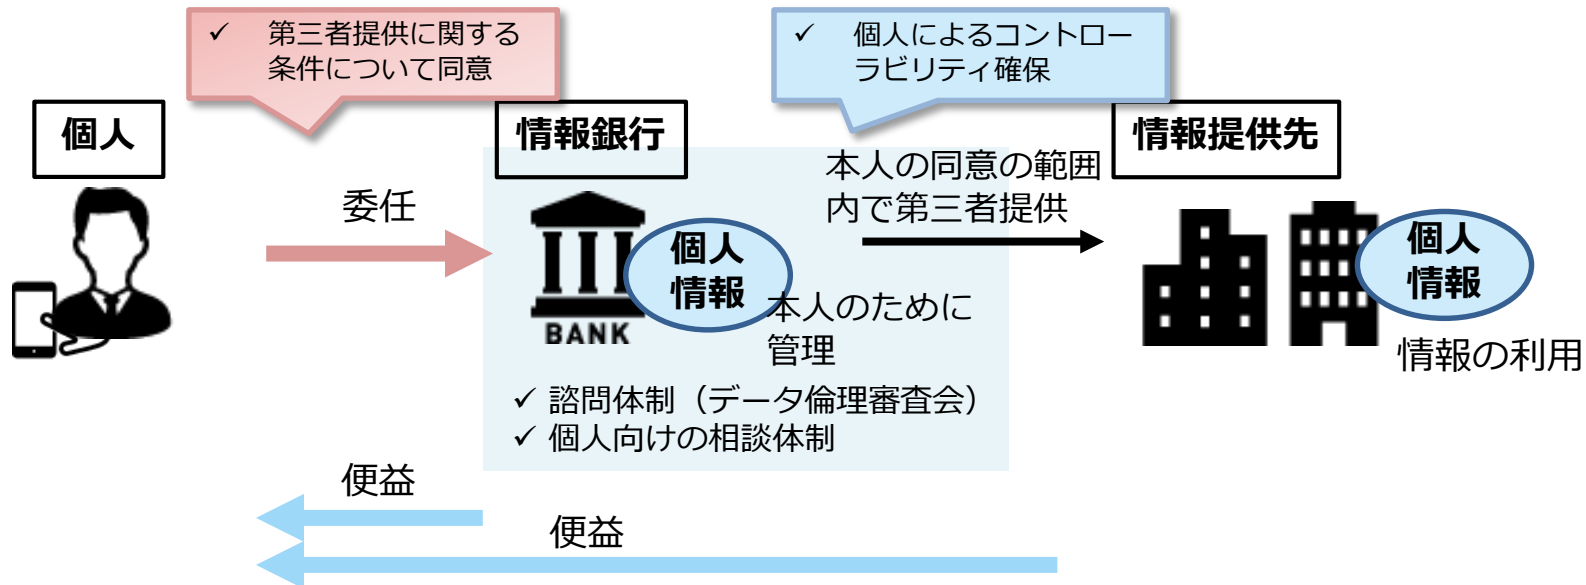 ✓ 第三者提供に関する
条件について同意
✓ 個人によるコントロー
ラビリティ確保
個人
情報銀行
情報提供先
委任
本人の同意の範囲
内で第三者提供
個人
情報
BANK
本人のために
管理
個人
情報
情報の利用
✓ 諮問体制（データ倫理審査会）
✓ 個人向けの相談体制
便益
便益